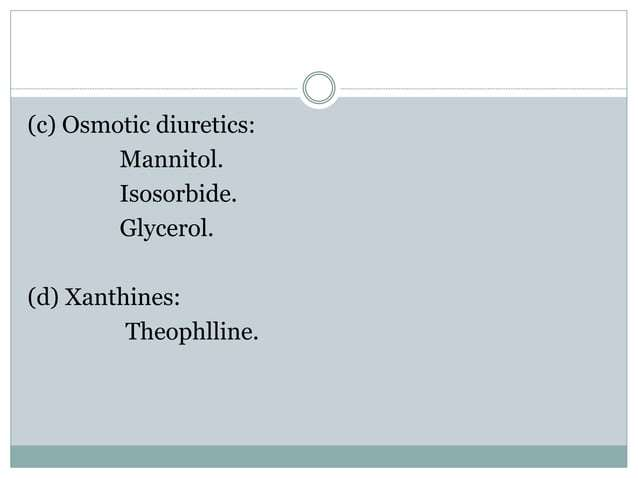 (c) Osmotic diuretics:
Mannitol.
Isosorbide.
Glycerol.
(d) Xanthines:
Theophlline.